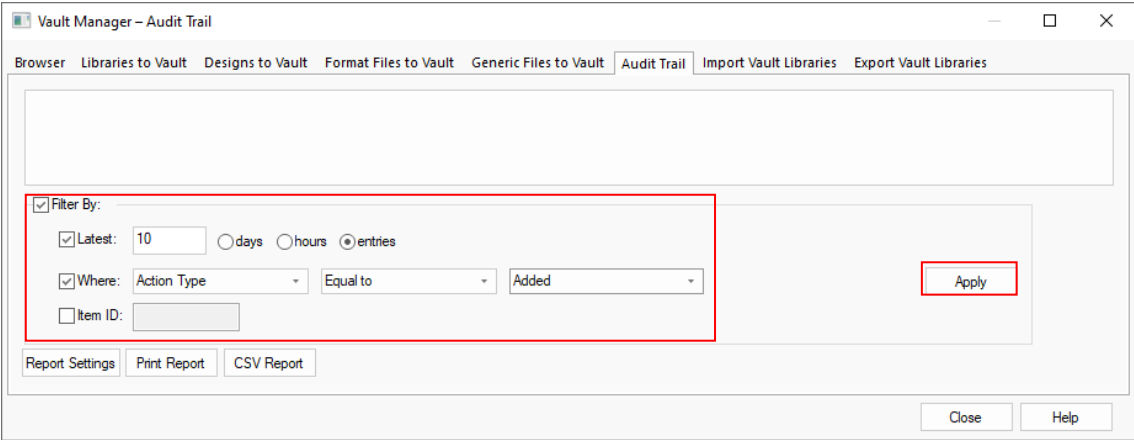 Vault Manager – Audit Trail
Browser Libraries to Vault Designs to Vault Format Files to Vault Generic Files to Vault Audit Trail Import Vault Libraries Export Vault Libraries
Filter By:
Latest: 10 days hours entries
Where: Action Type Equal to Added Apply
Item ID:
Report Settings Print Report CSV Report
Close Help